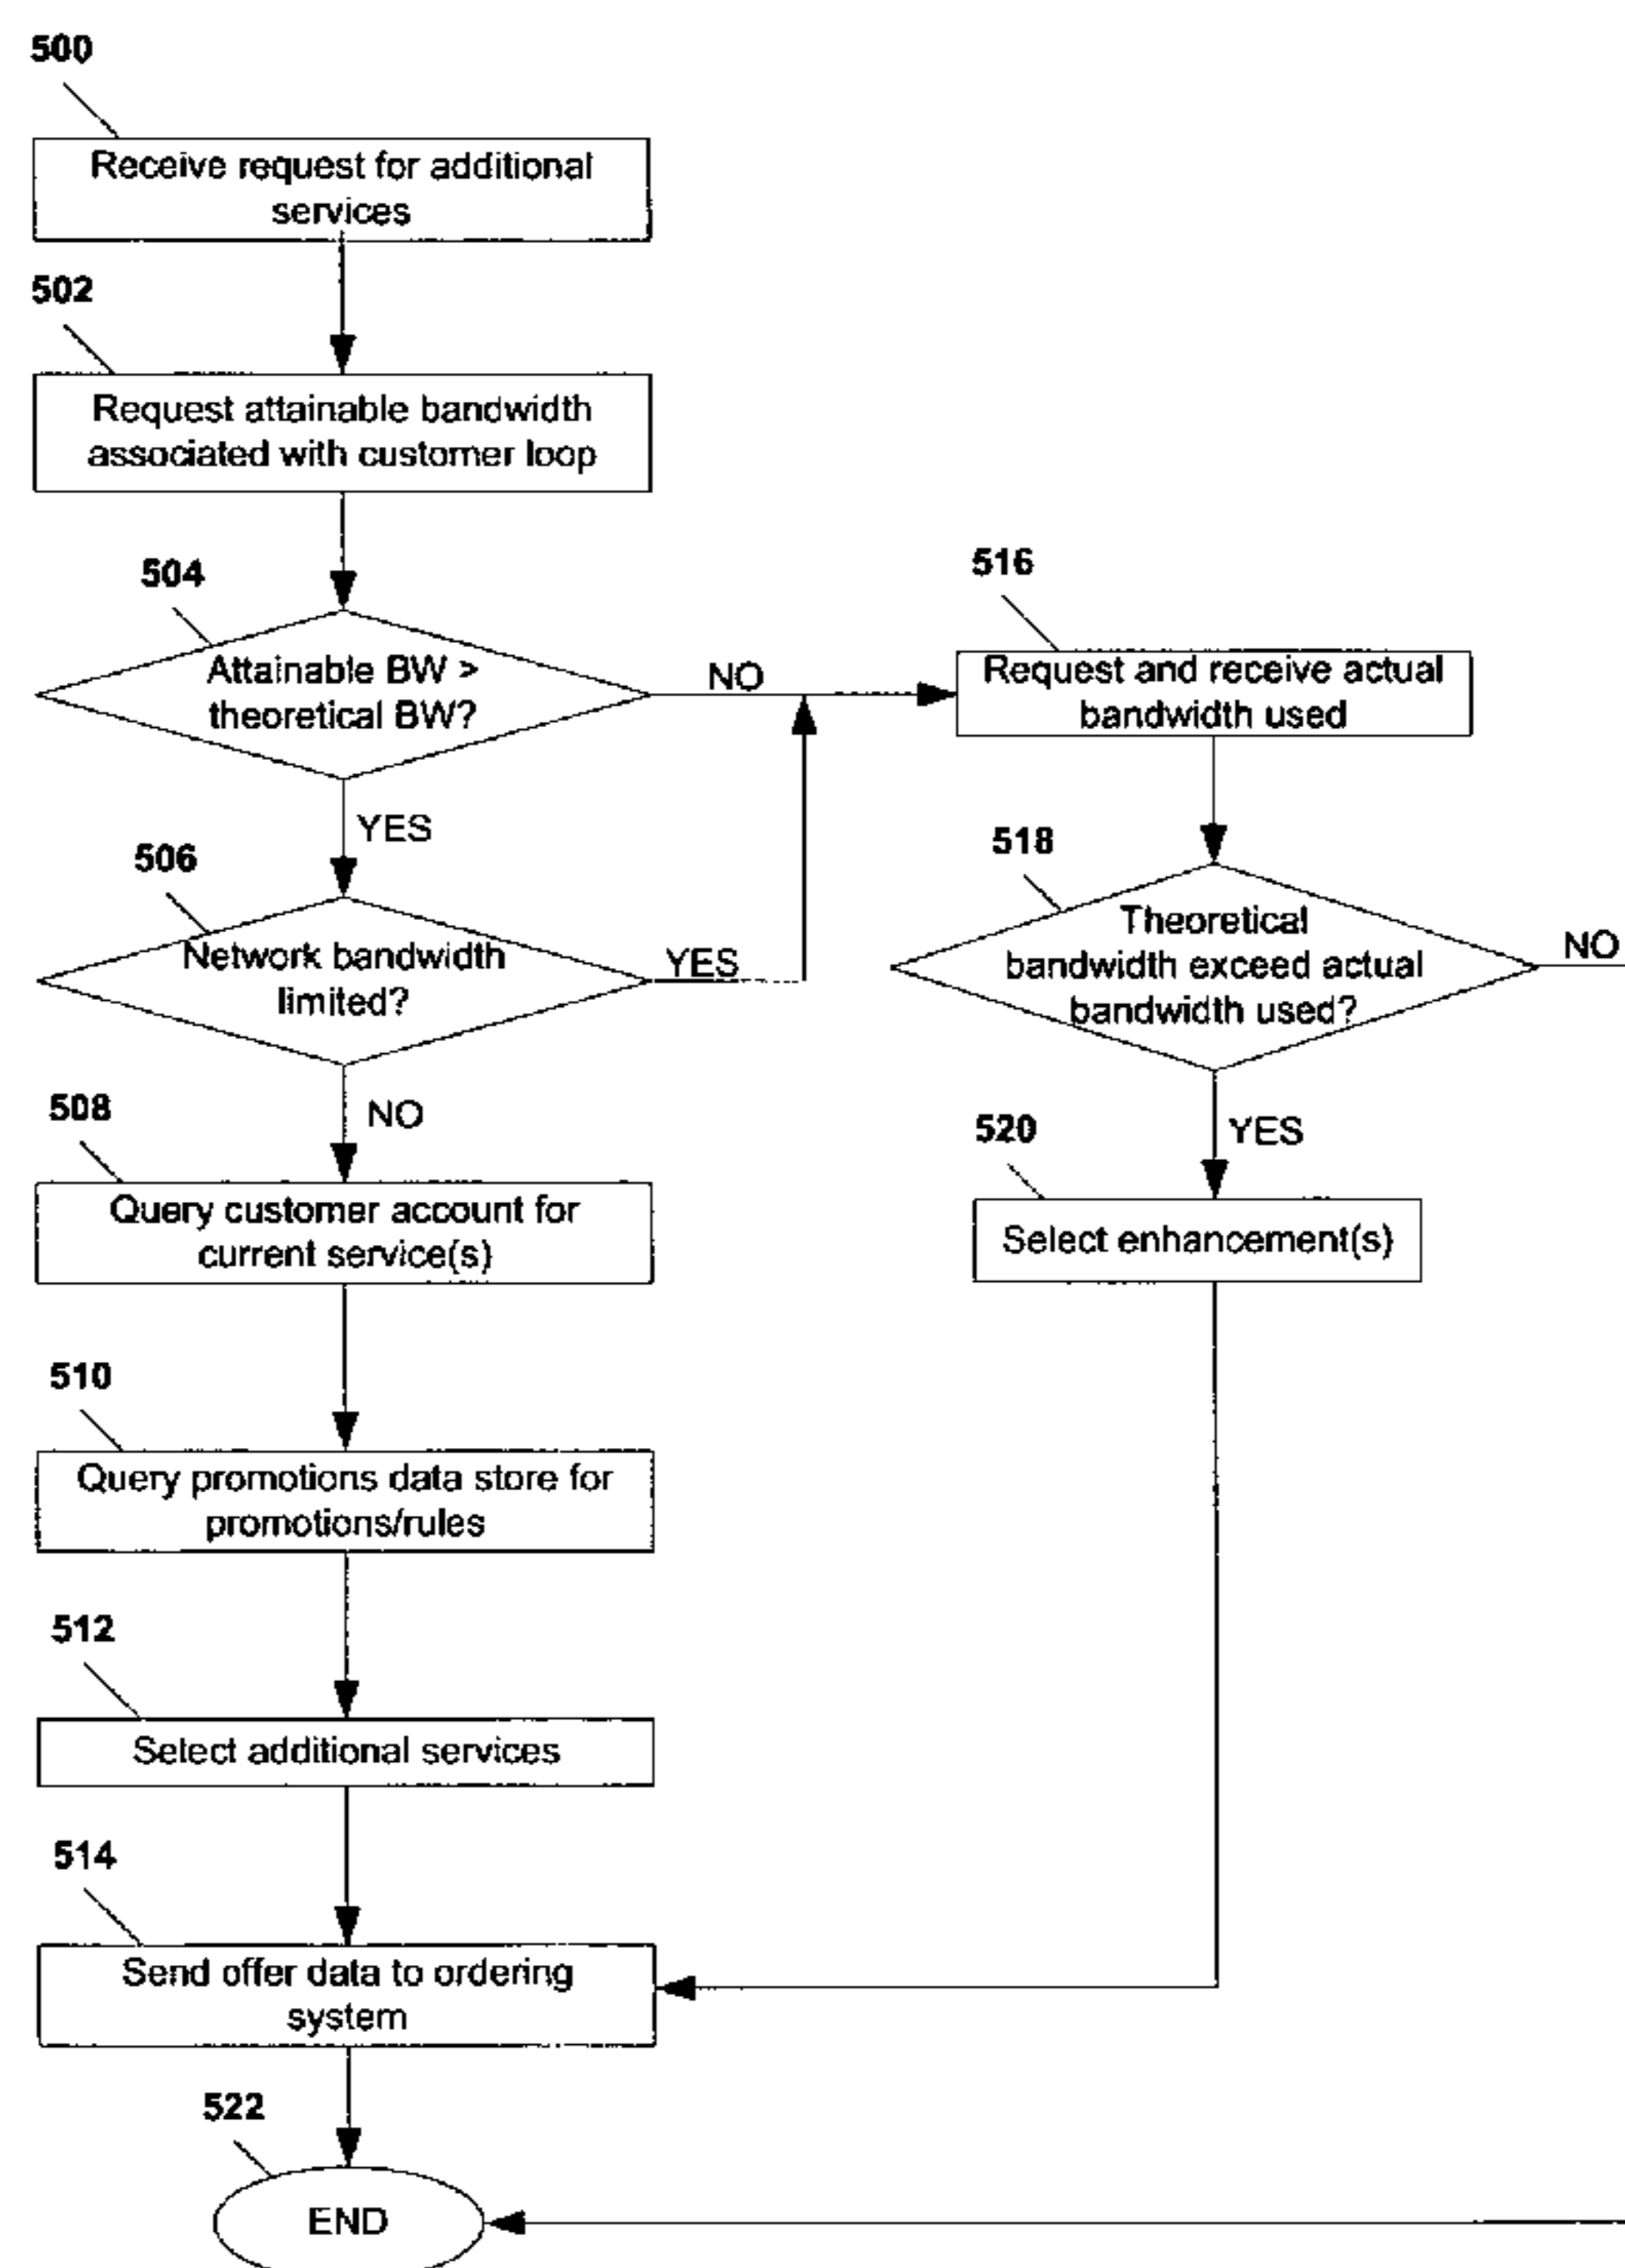 500
Receive request for additional
services
502
Request attainable bandwidth
associated with customer loop
504
Attainable BW >
theoretical BW?
NO
YES
506
Network bandwidth
limited?
YES
NO
508
Query customer account for
current service(s)
510
Query promotions data store for
promotions/rules
512
Select additional services
514
Send offer data to ordering
system
522
END
516
Request and receive actual
bandwidth used
518
Theoretical
bandwidth exceed actual
bandwidth used?
NO
YES
520
Select enhancement(s)